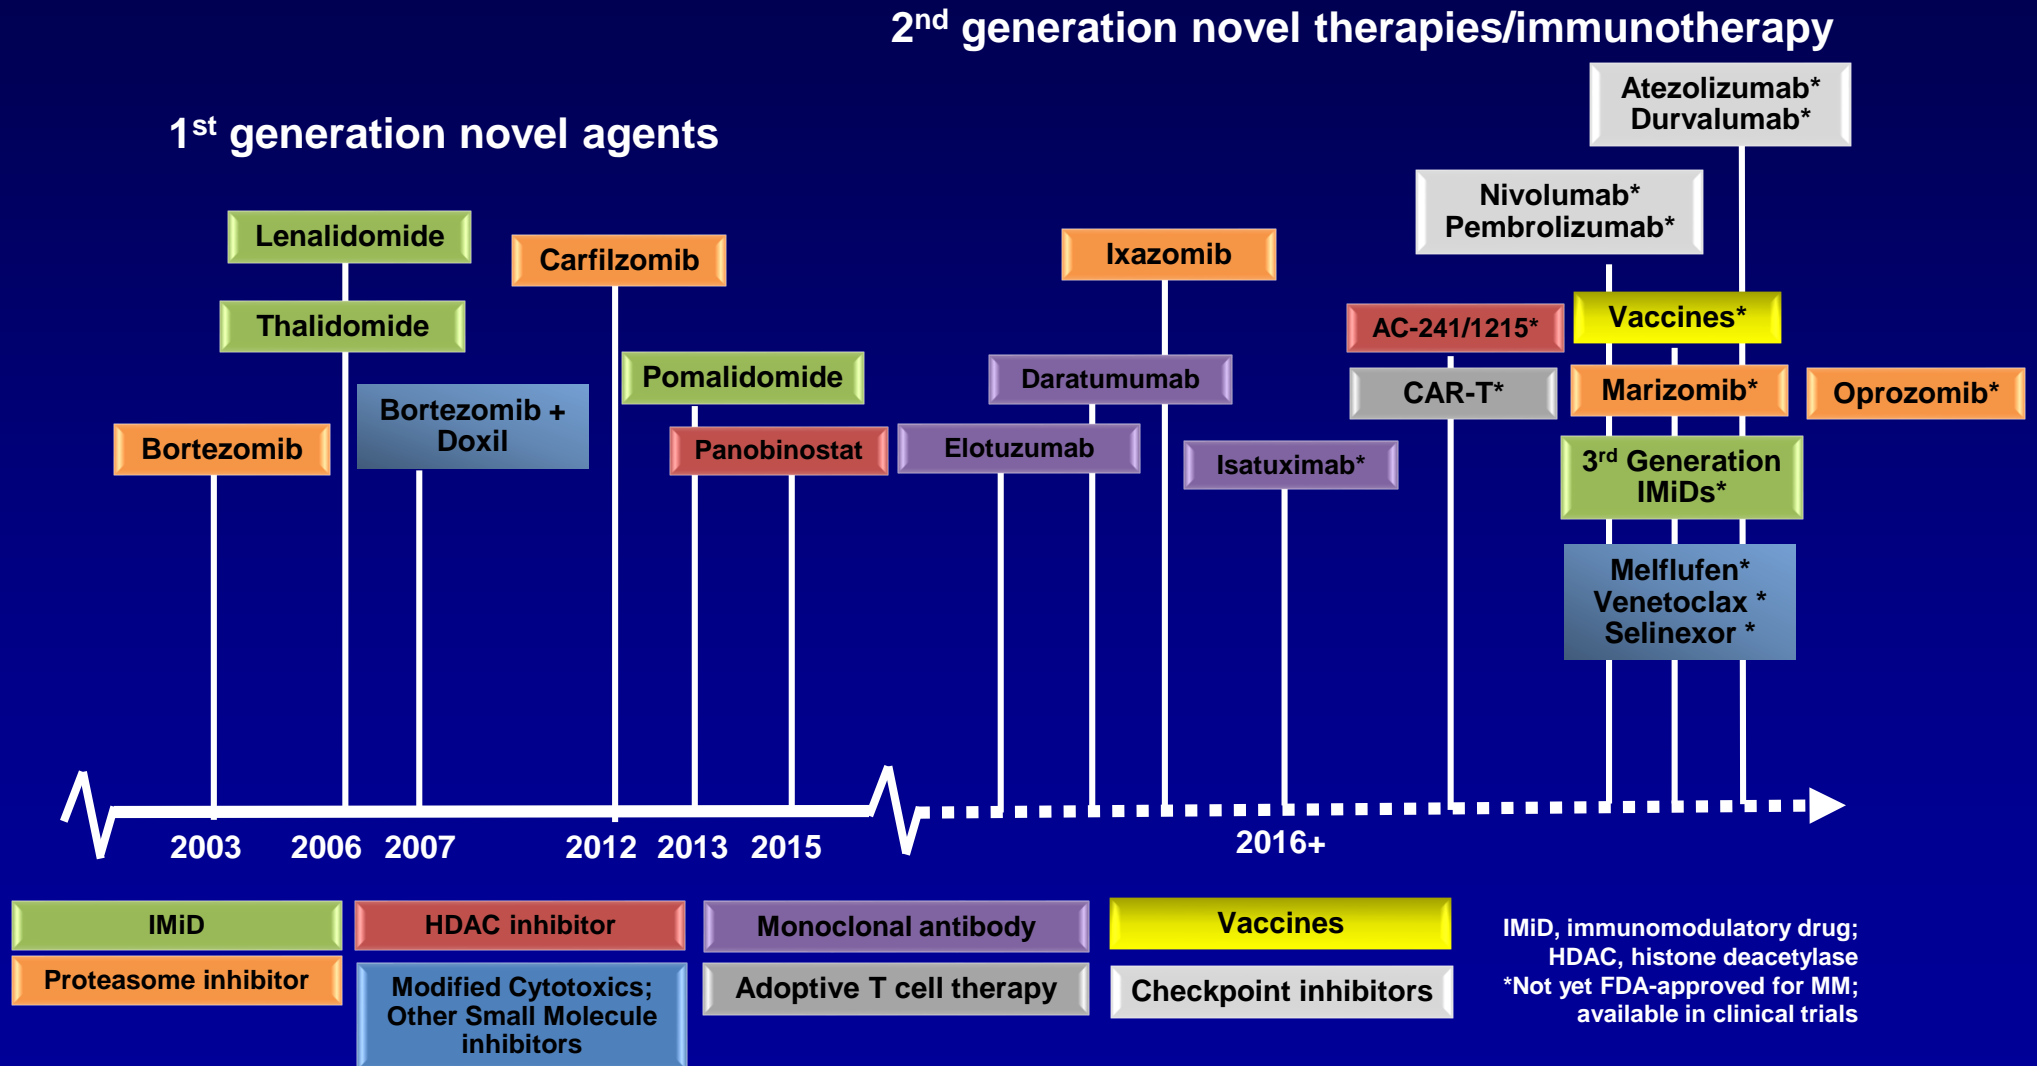 2nd generation novel therapies/immunotherapy
1st generation novel agents
Atezolizumab*
Durvalumab*
Nivolumab*
Pembrolizumab*
Lenalidomide
Carfilzomib
Ixazomib
Thalidomide
AC-241/1215*
Vaccines*
Pomalidomide
Daratumumab
CAR-T*
Marizomib*
Oprozomib*
Bortezomib +
Doxil
Bortezomib
Panobinostat
Elotuzumab
Isatuximab*
3rd Generation
IMiDs*
Melflufen*
Venetoclax *
Selinexor *
2003 2006 2007 2012 2013 2015 2016+
IMiD
HDAC inhibitor
Monoclonal antibody
Vaccines
Proteasome inhibitor
Modified Cytotoxics;
Other Small Molecule
inhibitors
Adoptive T cell therapy
Checkpoint inhibitors
IMiD, immunomodulatory drug;
HDAC, histone deacetylase
*Not yet FDA-approved for MM;
available in clinical trials